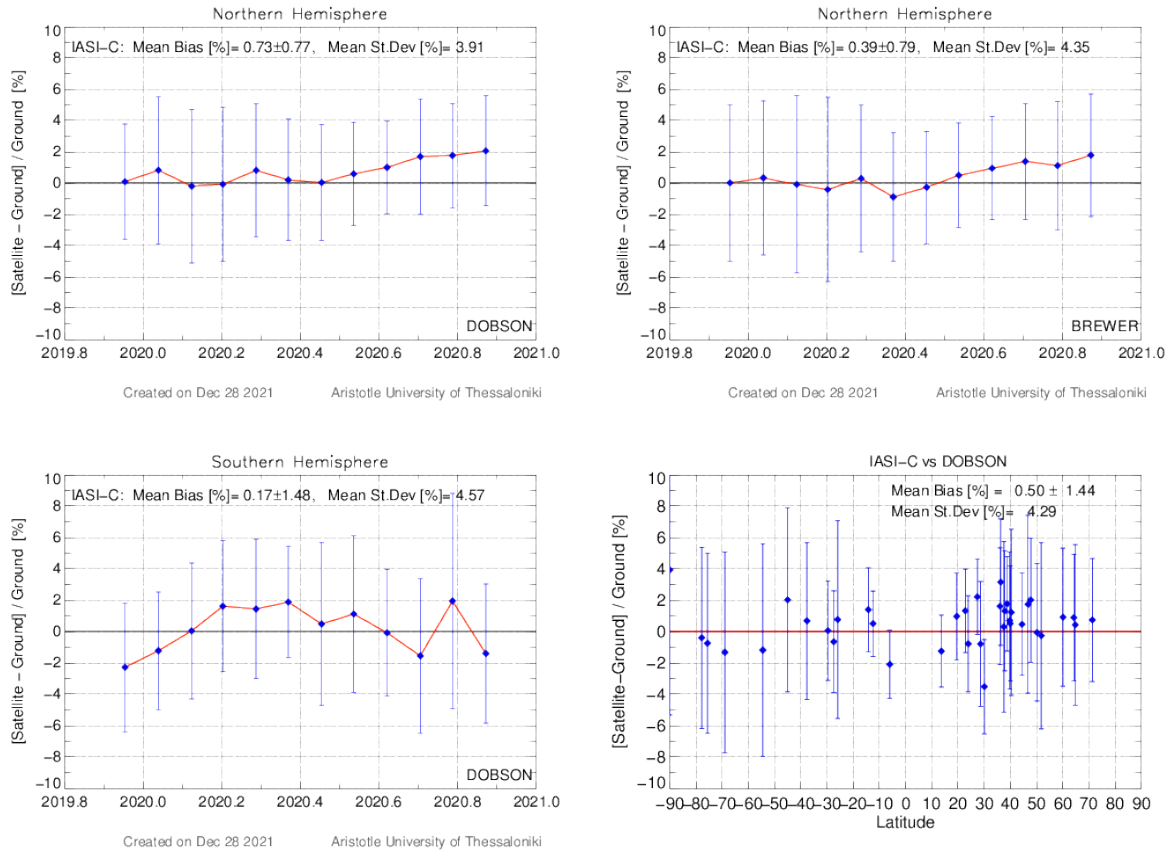 Northern Hemisphere
IASI-C: Mean Bias [%]= 0.73±0.77, Mean St.Dev [%]= 3.91
[Satellite - Ground] / Ground [%]
10
8
6
4
2
0
-2
-4
-6
-8
-10
DOBSON
2019.8 2020.0 2020.2 2020.4 2020.6 2020.8 2021.0
Created on Dec 28 2021 Aristotle University of Thessaloniki
Northern Hemisphere
IASI-C: Mean Bias [%]= 0.39±0.79, Mean St.Dev [%]= 4.35
[Satellite - Ground] / Ground [%]
10
8
6
4
2
0
-2
-4
-6
-8
-10
BREWER
2019.8 2020.0 2020.2 2020.4 2020.6 2020.8 2021.0
Created on Dec 28 2021 Aristotle University of Thessaloniki
Southern Hemisphere
IASI-C: Mean Bias [%]= 0.17±1.48, Mean St.Dev [%]= 4.57
[Satellite - Ground] / Ground [%]
10
8
6
4
2
0
-2
-4
-6
-8
-10
DOBSON
2019.8 2020.0 2020.2 2020.4 2020.6 2020.8 2021.0
Created on Dec 28 2021 Aristotle University of Thessaloniki
IASI-C vs DOBSON
Mean Bias [%] = 0.50 ± 1.44
Mean St.Dev [%]= 4.29
[Satellite-Ground] / Ground [%]
10
8
6
4
2
0
-2
-4
-6
-8
-10
-90 -80 -70 -60 -50 -40 -30 -20 -10 0 10 20 30 40 50 60 70 80 90
Latitude